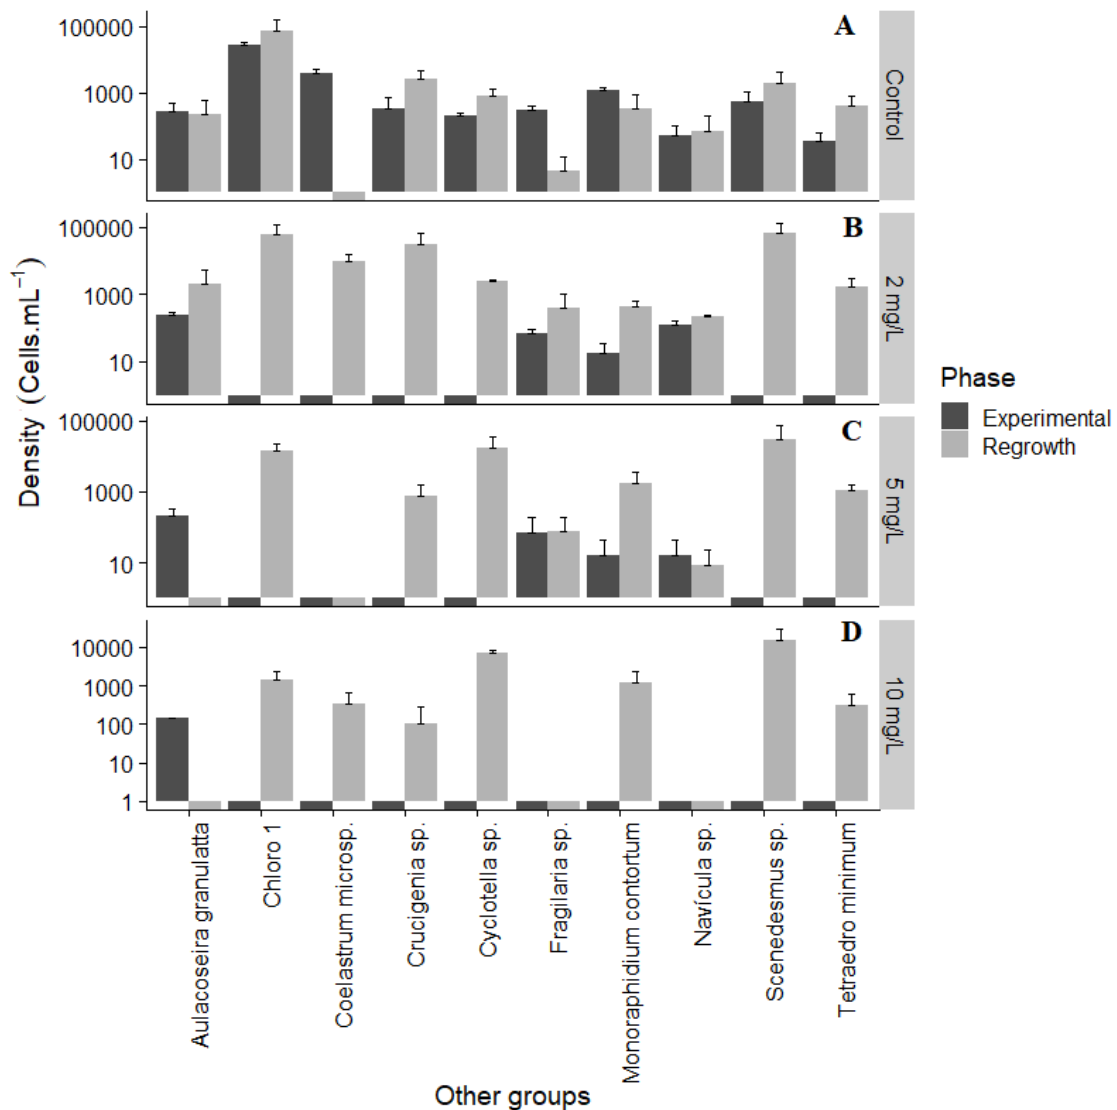 Density (Cells.mL⁻¹)
100000
1000
10
A
Control
100000
1000
10
B
2 mg/L
100000
1000
10
C
5 mg/L
10000
1000
100
10
1
D
10 mg/L
Phase
Experimental
Regrowth
Aulacoseira granulatta
Chloro 1
Coelastrum microsp.
Crucigenia sp.
Cyclotella sp.
Fragilaria sp.
Monoraphidium contortum
Navícula sp.
Scenedesmus sp.
Tetraedro minimum
Other groups